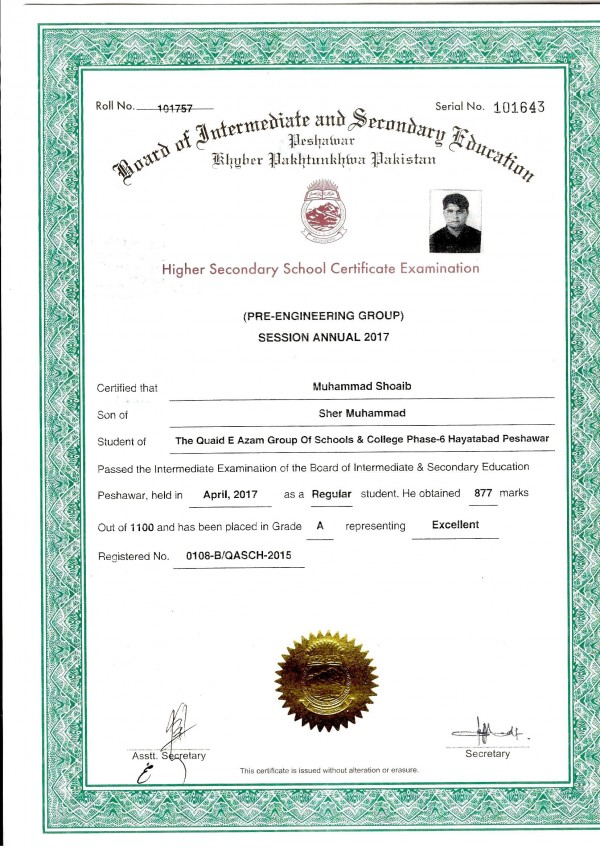 Roll No. 101757
Serial No. 101643
Board of Intermediate and Secondary Education
Peshawar
Khyber Pakhtunkhwa Pakistan
Higher Secondary School Certificate Examination
(PRE-ENGINEERING GROUP)
SESSION ANNUAL 2017
Certified that Muhammad Shoaib
Son of Sher Muhammad
Student of The Quaid E Azam Group Of Schools & College Phase-6 Hayatabad Peshawar
Passed the Intermediate Examination of the Board of Intermediate & Secondary Education
Peshawar, held in April, 2017 as a Regular student. He obtained 877 marks
Out of 1100 and has been placed in Grade A representing Excellent
Registered No. 0108-B/QASCH-2015
Asstt. Secretary
Secretary
This certificate is issued without alteration or erasure.